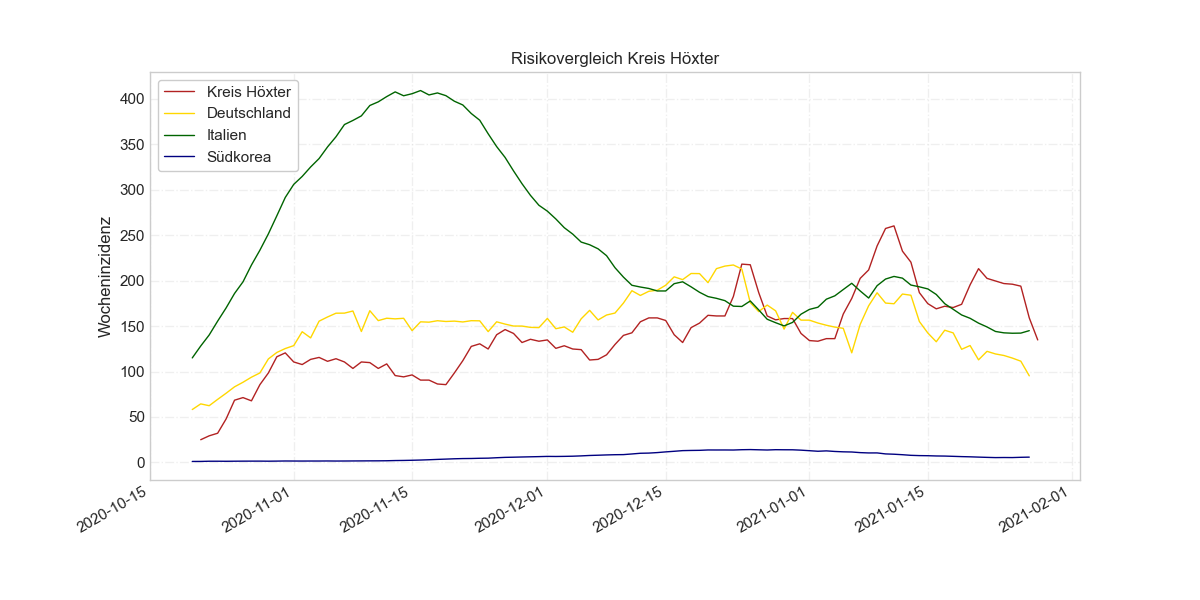 Risikovergleich Kreis Höxter
Kreis Höxter
Deutschland
Italien
Südkorea
Wocheninzidenz
400
350
300
250
200
150
100
50
0
2020-10-15
2020-11-01
2020-11-15
2020-12-01
2020-12-15
2021-01-01
2021-01-15
2021-02-01